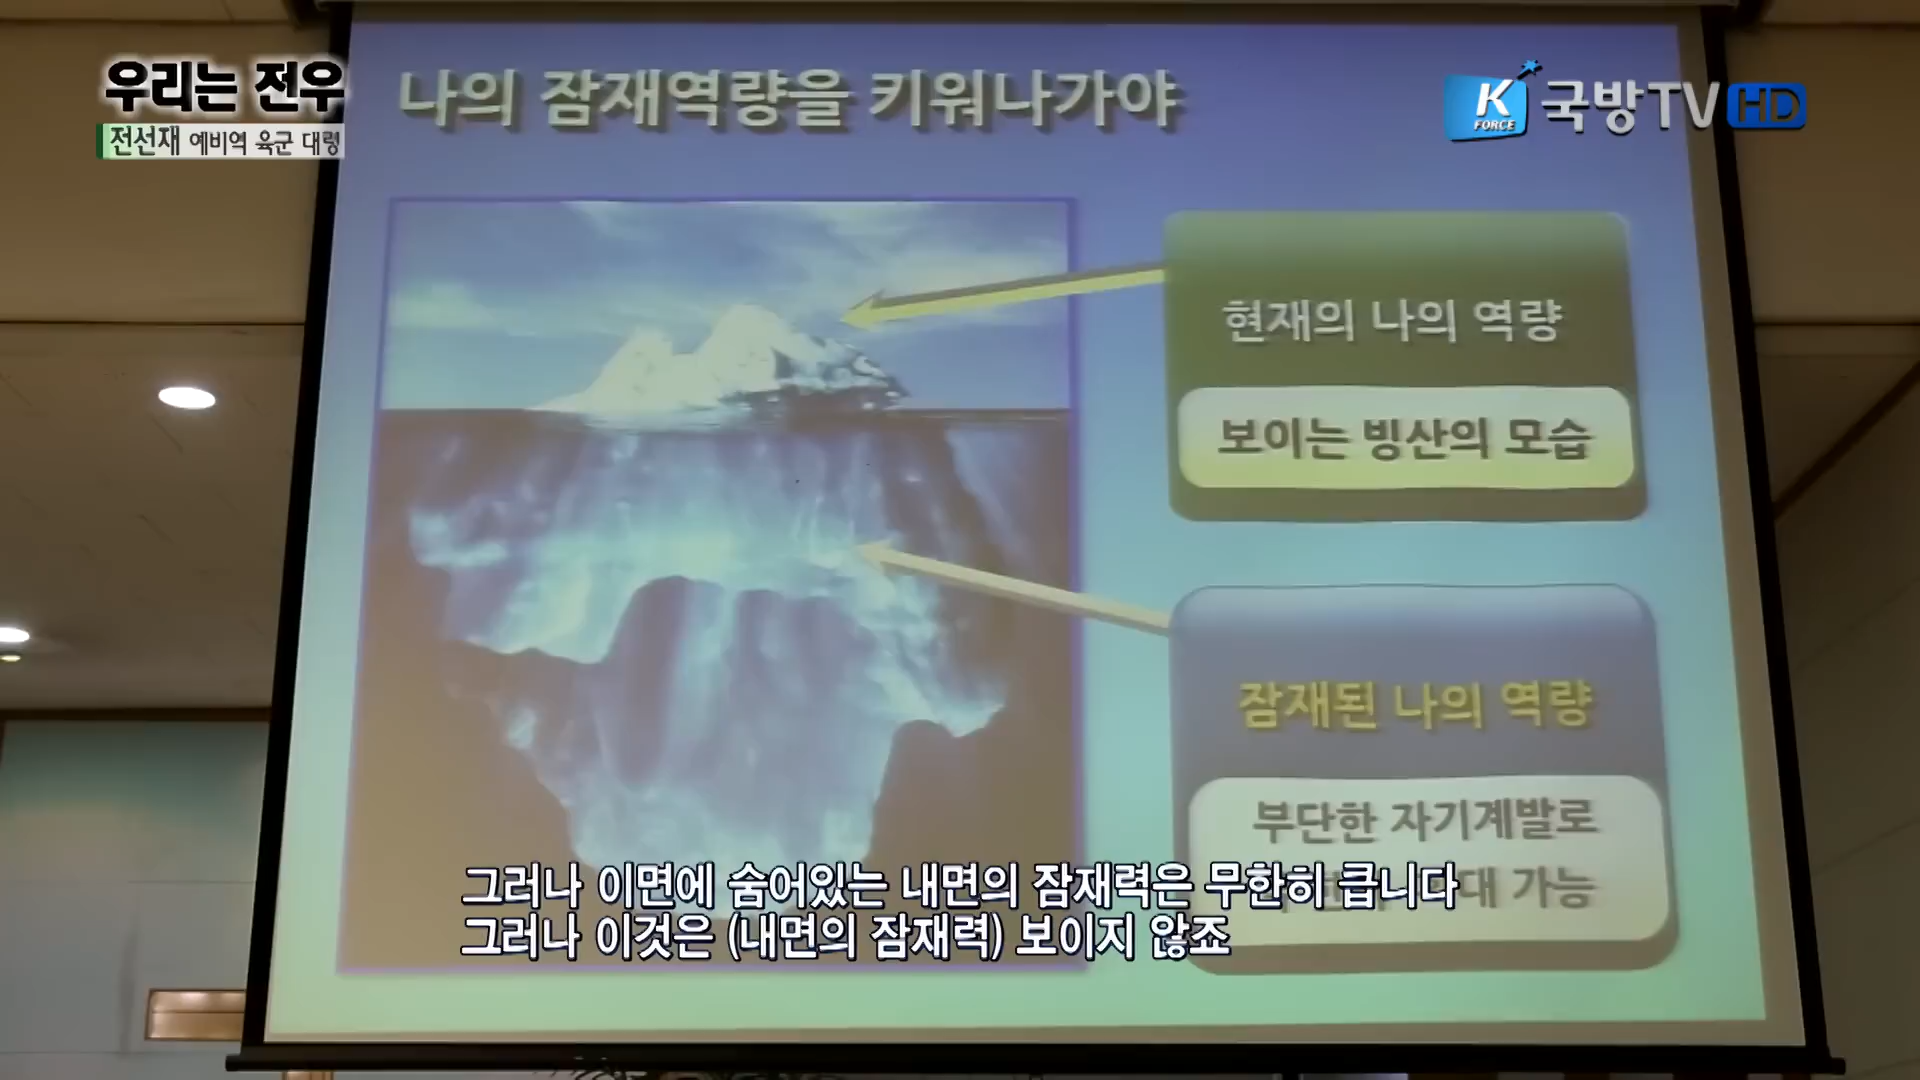 우리는 전우
전선재 예비역 육군 대령
나의 잠재역량을 키워나가야
K
FORCE
국방TV HD
현재의 나의 역량
보이는 빙산의 모습
잠재된 나의 역량
부단한 자기계발로
대 가능
그러나 이면에 숨어있는 내면의 잠재력은 무한히 큽니다
그러나 이것은 (내면의 잠재력) 보이지 않죠